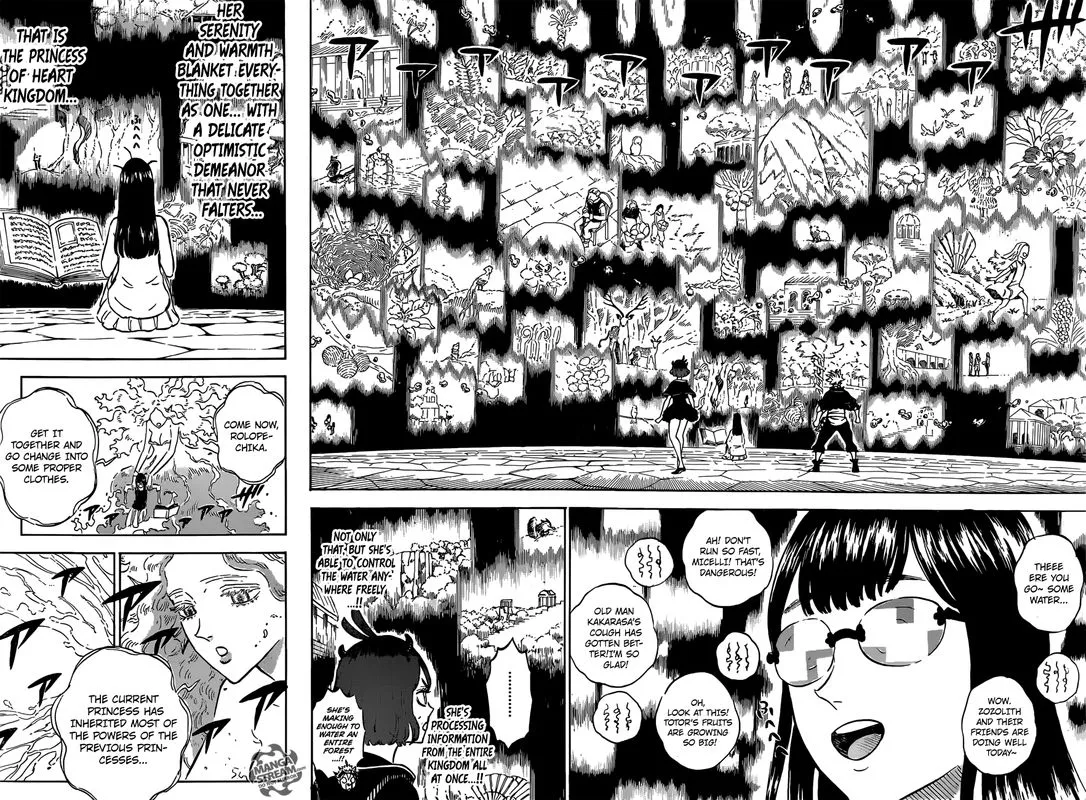 THEEE
ERE YOU
GO~ SOME
WATER...
WOW.
ZOZOLITH
AND THEIR
FRIENDS ARE
DOING WELL
TODAY~
AH! DON'T
RUN SO FAST,
MICELLI! THAT'S
DANGEROUS!
OLD MAN
KAKARASA'S
COUGH HAS
GOTTEN BET-
TER!I'M SO
GLAD!
OH,
LOOK AT THIS!
TOTOR'S FRUITS
ARE GROWING
SO BIG!
..........
SHE'S
PROCESSING
INFORMATION
FROM THE ENTIRE
KINGDOM ALL
AT ONCE...!!
NOT ONLY
THAT, BUT SHE'S
ABLE TO CONTROL
THE WATER ANY-
WHERE FREELY
...!!
SHE'S
MAKING
ENOUGH TO
WATER AN
ENTIRE
FOREST...!!
HER
SERENITY
AND WARMTH
BLANKET EVERY-
THING TOGETHER
AS ONE.... WITH
A DELICATE
OPTIMISTIC
DEMEANOR
THAT NEVER
FALTERS...
THAT IS
THE PRINCESS
OF HEART
KINGDOM...
COME NOW,
ROLOPE-
CHIKA.
GET IT
TOGETHER AND
GO CHANGE INTO
SOME PROPER
CLOTHES.
THE CURRENT
PRINCESS HAS
INHERITED MOST OF
THE POWERS OF THE
PREVIOUS PRIN-
CESSES...
MANGA
STREAM